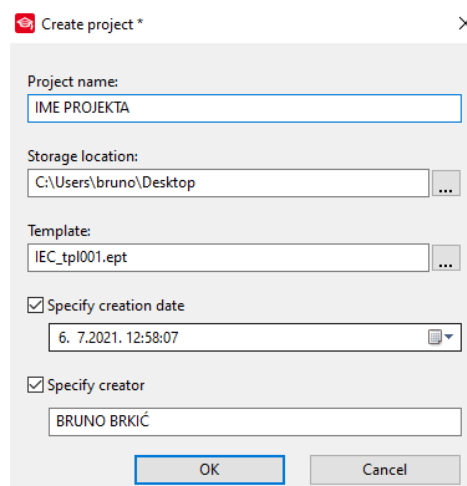 Create project *
Project name:
IME PROJEKTA
Storage location:
C:\Users\bruno\Desktop
...
Template:
IEC_tpl001.ept
...
Specify creation date
6. 7.2021. 12:58:07
Specify creator
BRUNO BRKIĆ
OK
Cancel